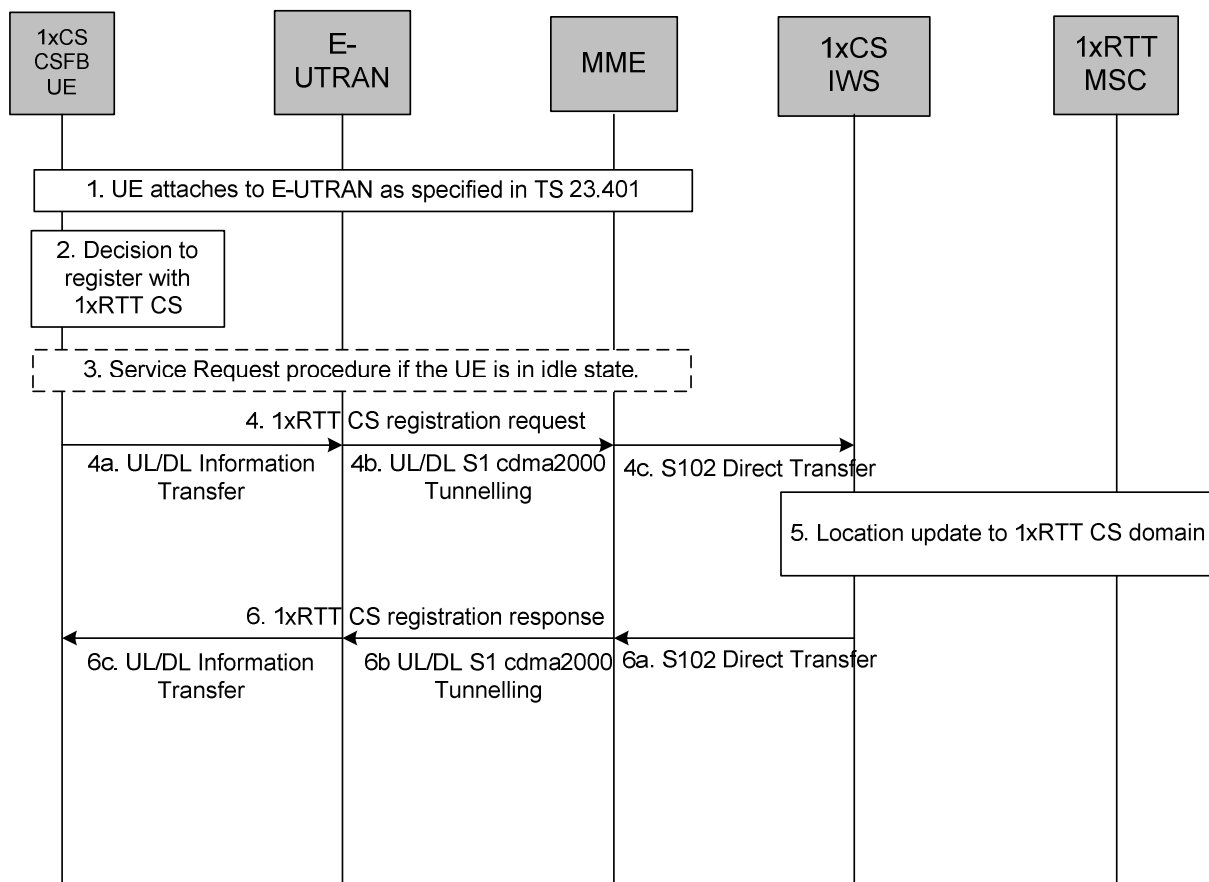 1xCS
CSFB
UE
E-
UTRAN
MME
1xCS
IWS
1xRTT
MSC
1. UE attaches to E-UTRAN as specified in TS 23.401
2. Decision to
register with
1xRTT CS
3. Service Request procedure if the UE is in idle state.
4. 1xRTT CS registration request
4a. UL/DL Information
Transfer
4b. UL/DL S1 cdma2000
Tunnelling
4c. S102 Direct Transfer
5. Location update to 1xRTT CS domain
6. 1xRTT CS registration response
6c. UL/DL Information
Transfer
6b UL/DL S1 cdma2000
Tunnelling
6a. S102 Direct Transfer